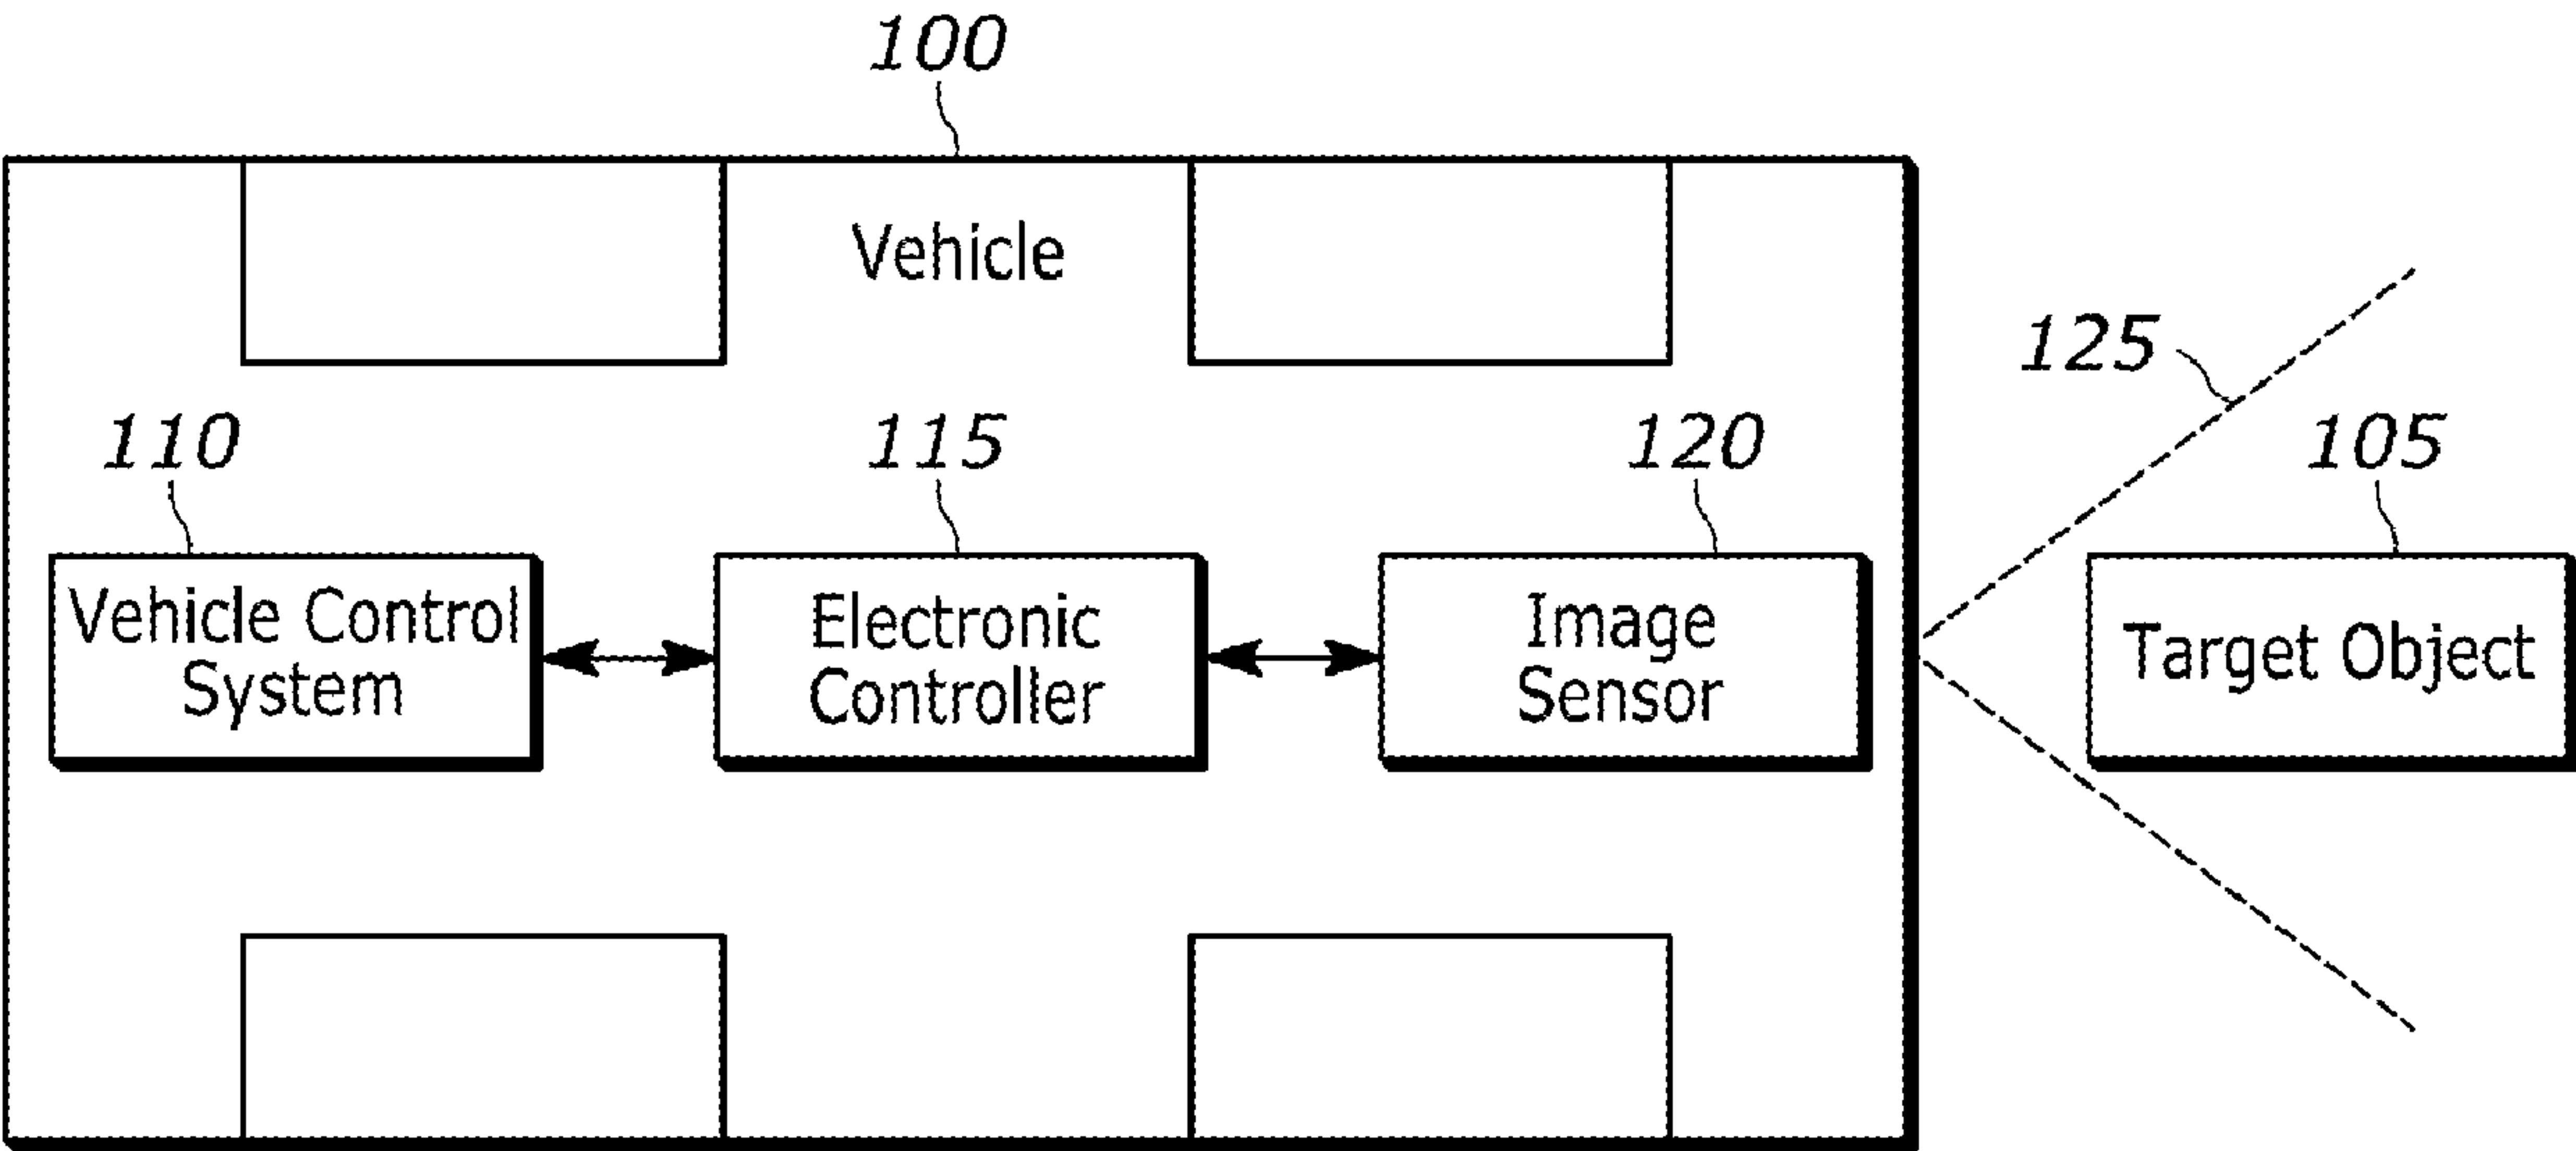 100
Vehicle
125
110
115
120
105
Vehicle Control
System
Electronic
Controller
Image
Sensor
Target Object